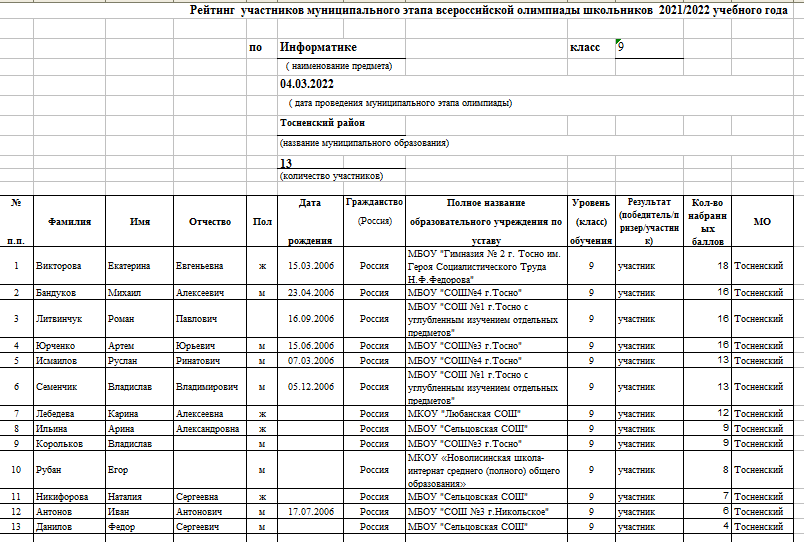 Рейтинг участников муниципального этапа всероссийской олимпиады школьников 2021/2022 учебного года
по Информатике класс 9
( наименование предмета)
04.03.2022
( дата проведения муниципального этапа олимпиады)
Тосненский район
(название муниципального образования)
13
(количество участников)
№ п.п. Фамилия Имя Отчество Пол Дата рождения Гражданство (Россия) Полное название образовательного учреждения по уставу Уровень (класс) обучения Результат (победитель/призер/участник) Кол-во набранных баллов МО
1 Викторова Екатерина Евгеньевна ж 15.03.2006 Россия МБОУ "Гимназия № 2 г. Тосно им. Героя Социалистического Труда Н.Ф.Федорова" 9 участник 18 Тосненский
2 Бандуков Михаил Алексеевич м 23.04.2006 Россия МБОУ "СОШ№4 г.Тосно" 9 участник 16 Тосненский
3 Литвинчук Роман Павлович 16.09.2006 Россия МБОУ "СОШ №1 г.Тосно с углубленным изучением отдельных предметов" 9 участник 16 Тосненский
4 Юрченко Артем Юрьевич м 15.06.2006 Россия МБОУ "СОШ№3 г.Тосно" 9 участник 16 Тосненский
5 Исмаилов Руслан Ринатович м 07.03.2006 Россия МБОУ "СОШ№4 г.Тосно" 9 участник 13 Тосненский
6 Семенчик Владислав Владимирович м 05.12.2006 Россия МБОУ "СОШ №1 г.Тосно с углубленным изучением отдельных предметов" 9 участник 13 Тосненский
7 Лебедева Карина Алексеевна ж Россия МКОУ "Любанская СОШ" 9 участник 12 Тосненский
8 Ильина Арина Александровна ж Россия МБОУ "Сельцовская СОШ" 9 участник 9 Тосненский
9 Корольков Владислав м Россия МБОУ "СОШ№3 г.Тосно" 9 участник 9 Тосненский
10 Рубан Егор м Россия МКОУ «Новолисинская школа-интернат среднего (полного) общего образования» 9 участник 8 Тосненский
11 Никифорова Наталия Сергеевна ж Россия МБОУ "Сельцовская СОШ" 9 участник 7 Тосненский
12 Антонов Иван Антонович м 17.07.2006 Россия МБОУ "СОШ №3 г.Никольское" 9 участник 6 Тосненский
13 Данилов Федор Сергеевич м Россия МБОУ "Сельцовская СОШ" 9 участник 4 Тосненский